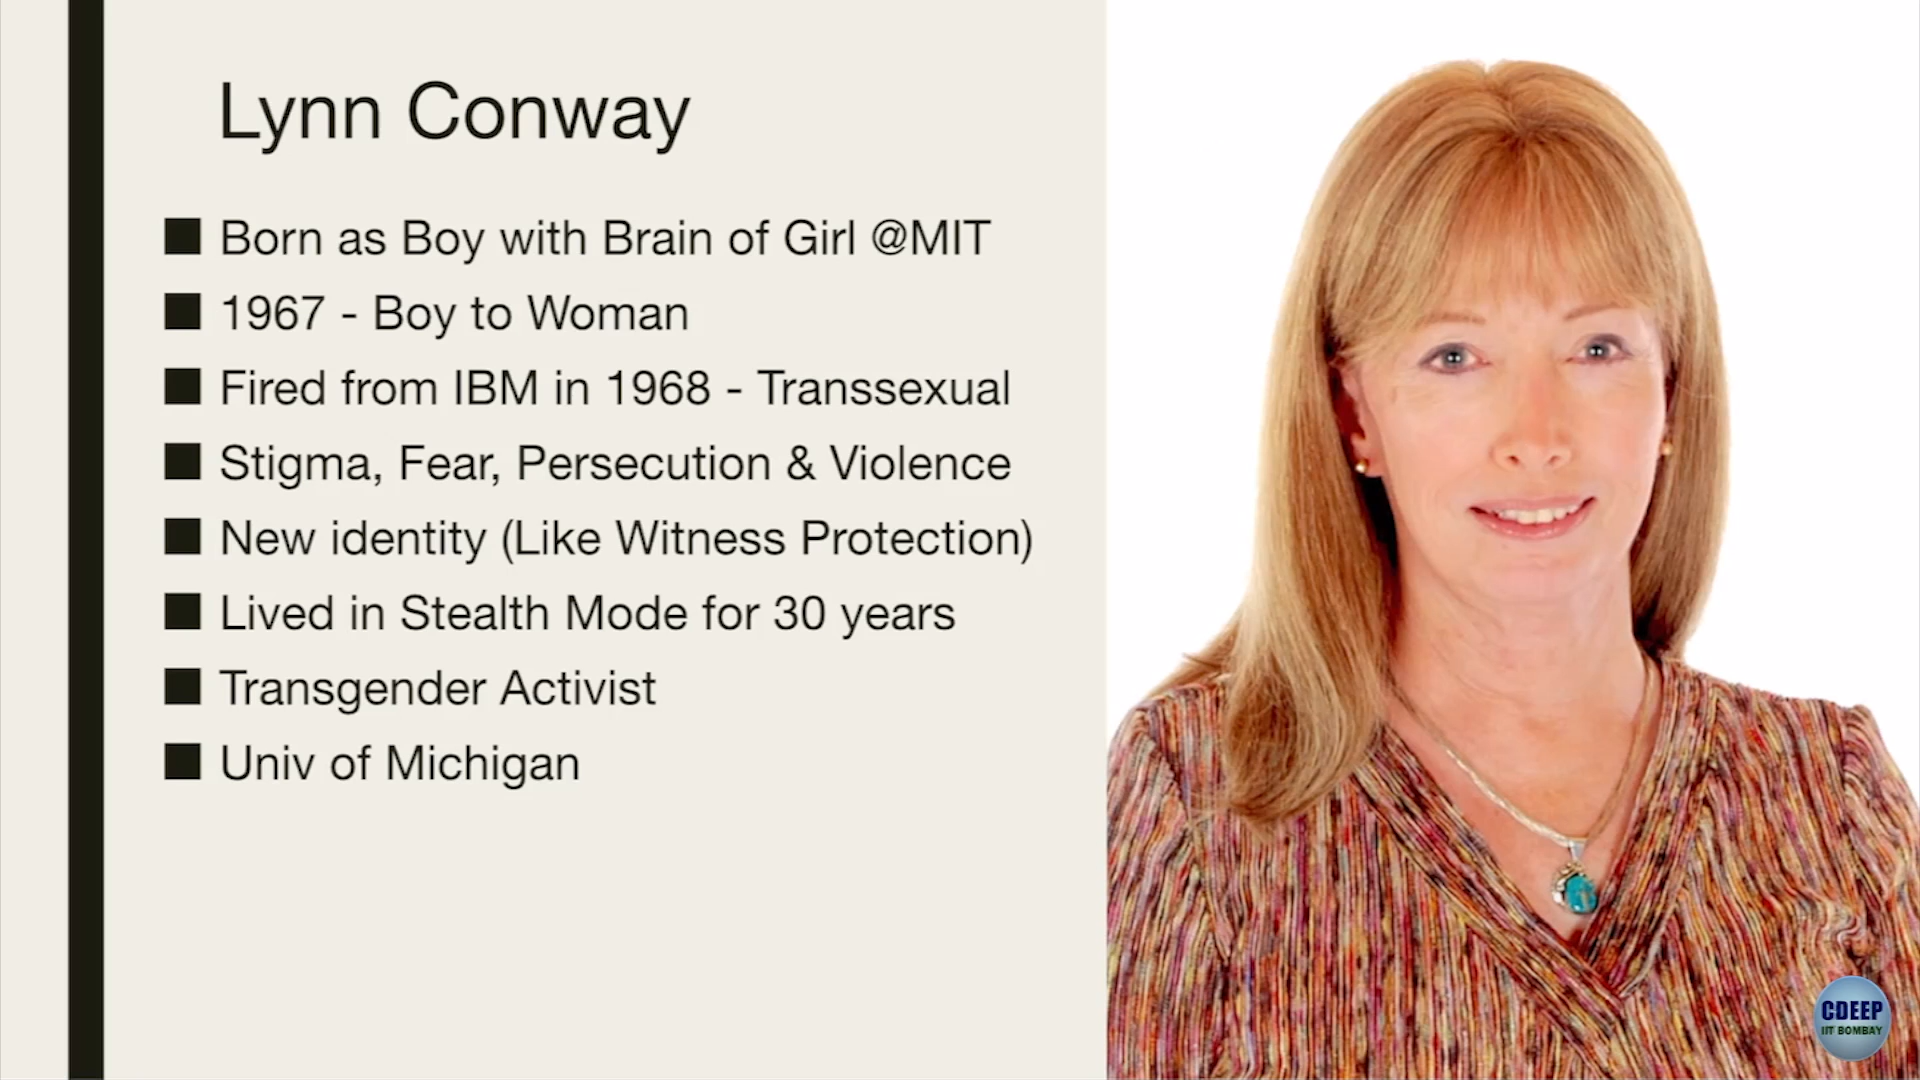 Lynn Conway
Born as Boy with Brain of Girl @MIT
1967 - Boy to Woman
Fired from IBM in 1968 - Transsexual
Stigma, Fear, Persecution & Violence
New identity (Like Witness Protection)
Lived in Stealth Mode for 30 years
Transgender Activist
Univ of Michigan
CDEEP
IIT BOMBAY